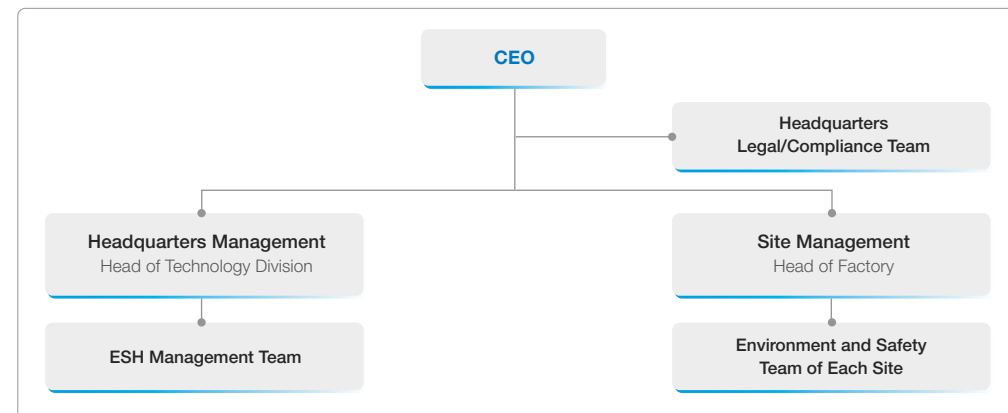 CEO
Headquarters
Legal/Compliance Team
Headquarters Management
Head of Technology Division
Site Management
Head of Factory
ESH Management Team
Environment and Safety
Team of Each Site